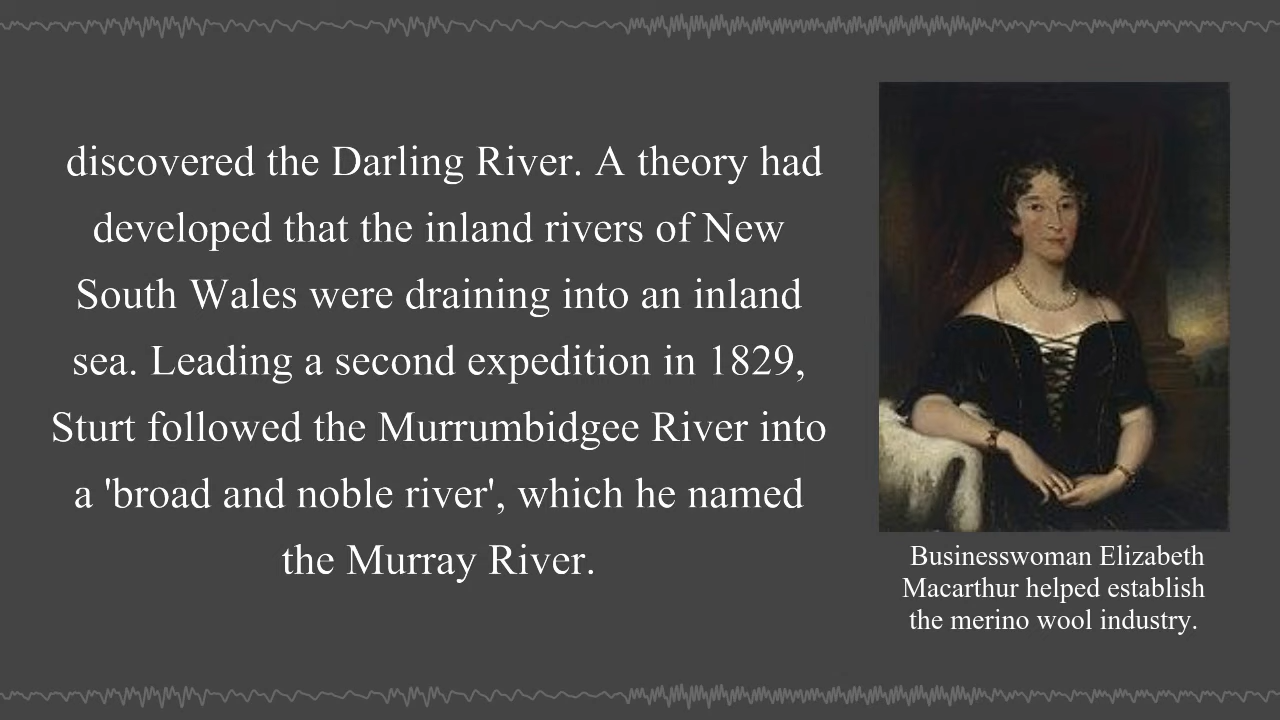 discovered the Darling River. A theory had
developed that the inland rivers of New
South Wales were draining into an inland
sea. Leading a second expedition in 1829,
Sturt followed the Murrumbidgee River into
a 'broad and noble river', which he named
the Murray River.
Businesswoman Elizabeth
Macarthur helped establish
the merino wool industry.